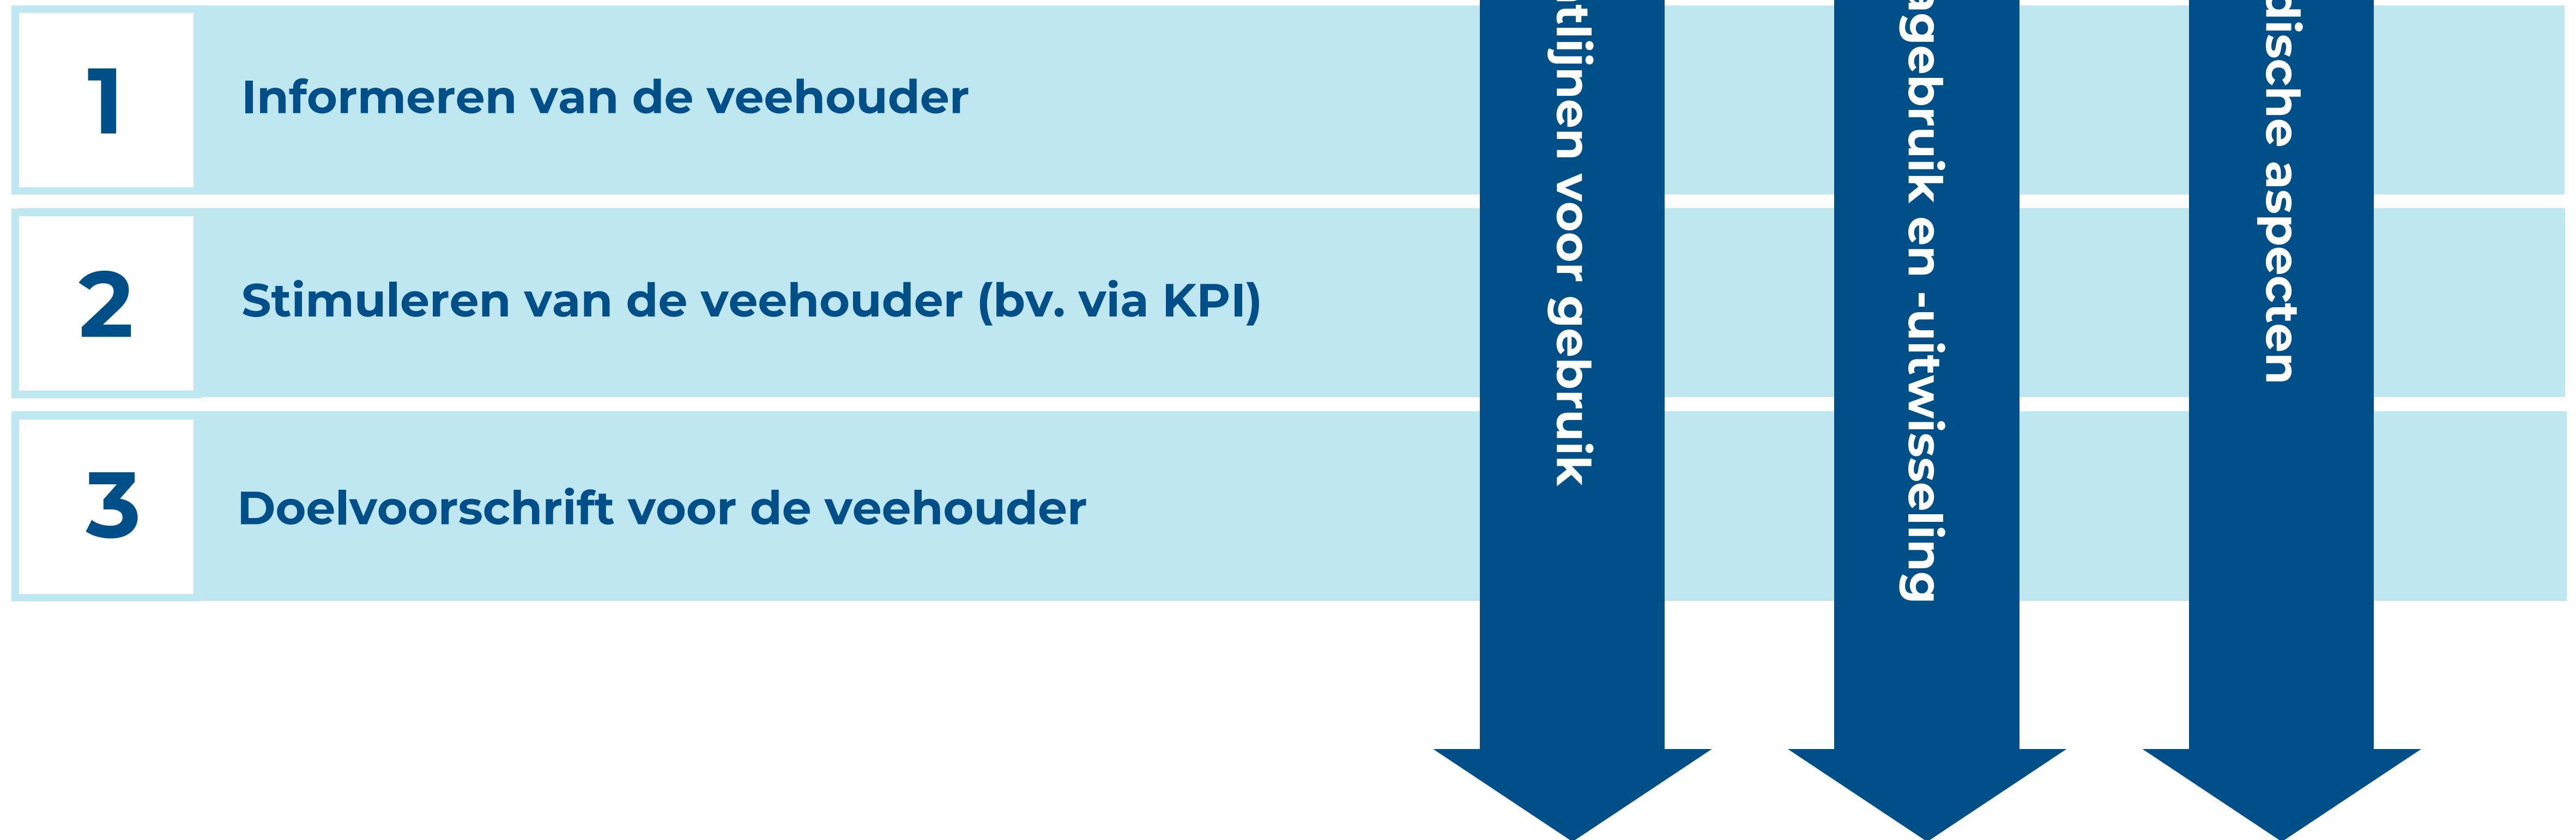 1
Informeren van de veehouder
2
Stimuleren van de veehouder (bv. via KPI)
3
Doelvoorschrift voor de veehouder
voor gebruik
en -uitwisseling
aspecten